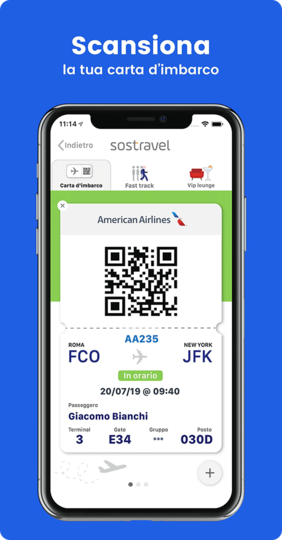 Scansiona
la tua carta d'imbarco
11:14
Indietro
sostravel
Carta d'imbarco
Fast track
Vip lounge
American Airlines
AA235
ROMA
NEW YORK
FCO
JFK
In orario
20/07/19 @ 09:40
Passeggero
Giacomo Bianchi
Terminal Gate Gruppo Posto
3 E34 *** 030D
+